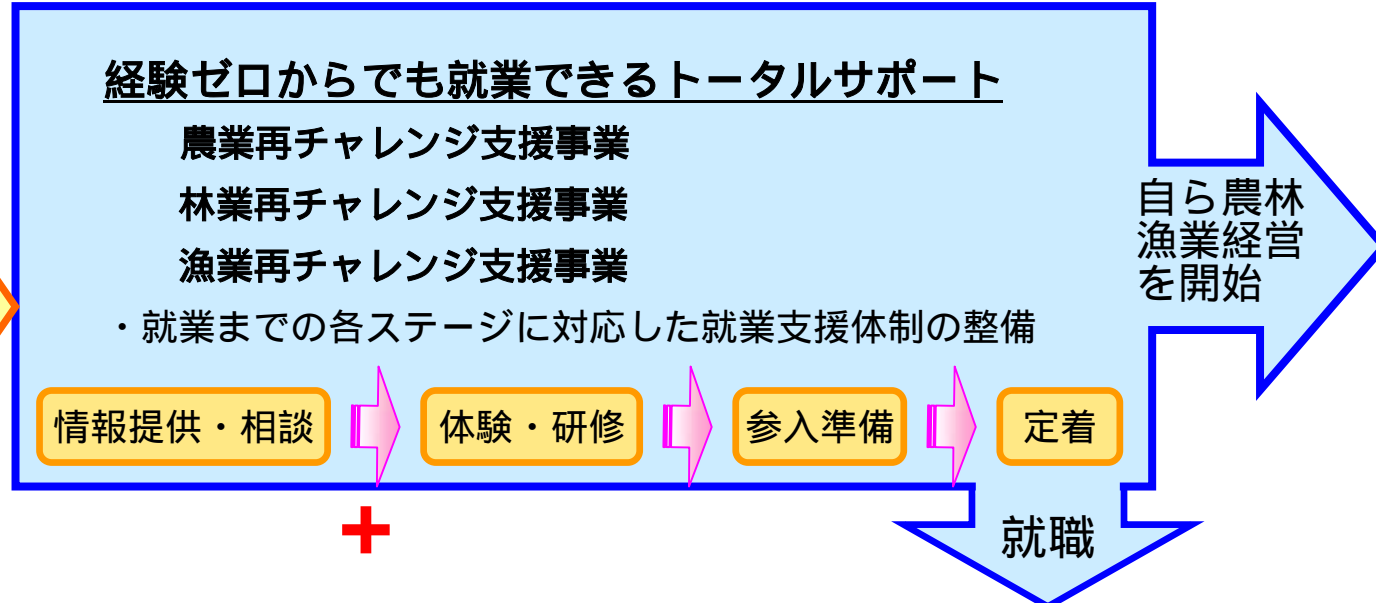 経験ゼロからでも就業できるトータルサポート
農業再チャレンジ支援事業
林業再チャレンジ支援事業
漁業再チャレンジ支援事業
・就業までの各ステージに対応した就業支援体制の整備
情報提供・相談
体験・研修
参入準備
定着
自ら農林
漁業経営
を開始
+
就職